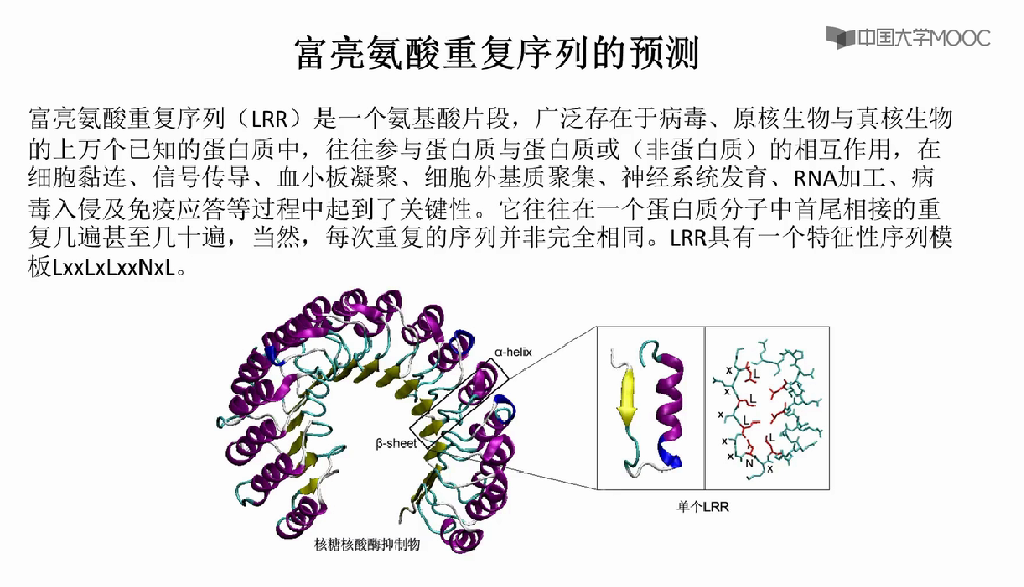 中国大学MOOC
富亮氨酸重复序列的预测
富亮氨酸重复序列（LRR）是一个氨基酸片段，广泛存在于病毒、原核生物与真核生物
的上万个已知的蛋白质中，往往参与蛋白质与蛋白质或（非蛋白质）的相互作用，在
细胞黏连、信号传导、血小板凝聚、细胞外基质聚集、神经系统发育、RNA加工、病
毒入侵及免疫应答等过程中起到了关键性。它往往在一个蛋白质分子中首尾相接的重
复几遍甚至几十遍，当然，每次重复的序列并非完全相同。LRR具有一个特征性序列模
板LxxLxLxxNxL。
α-helix
β-sheet
x
L
x
L
x
L
x
L
x
N
x
单个LRR
核糖核酸酶抑制物